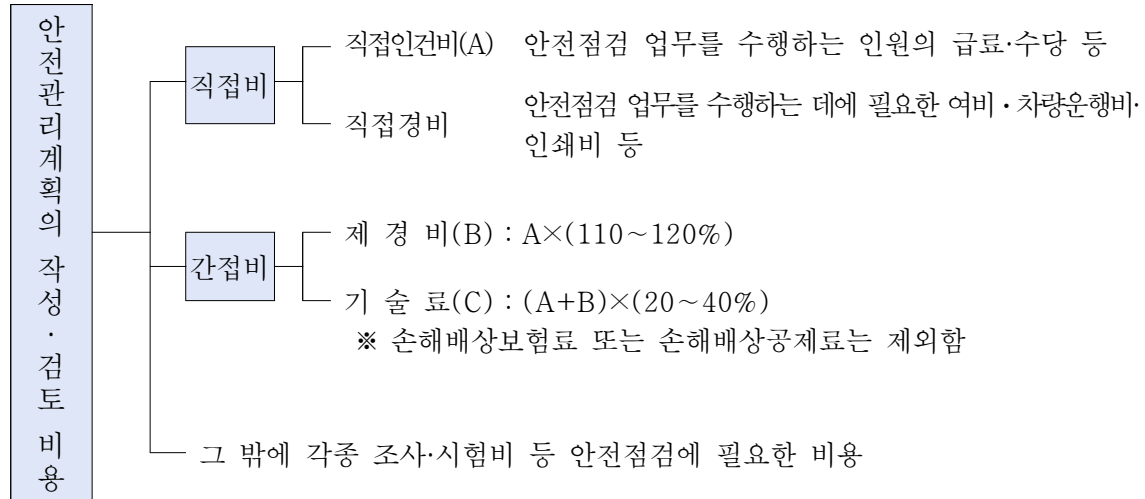 안전관리계획의 작성·검토 비용
직접비
직접인건비(A) 안전점검 업무를 수행하는 인원의 급료·수당 등
직접경비 안전점검 업무를 수행하는 데에 필요한 여비·차량운행비·
인쇄비 등
간접비
제 경 비(B) : A×(110~120%)
기 술 료(C) : (A+B)×(20~40%)
※ 손해배상보험료 또는 손해배상공제료는 제외함
그 밖에 각종 조사·시험비 등 안전점검에 필요한 비용